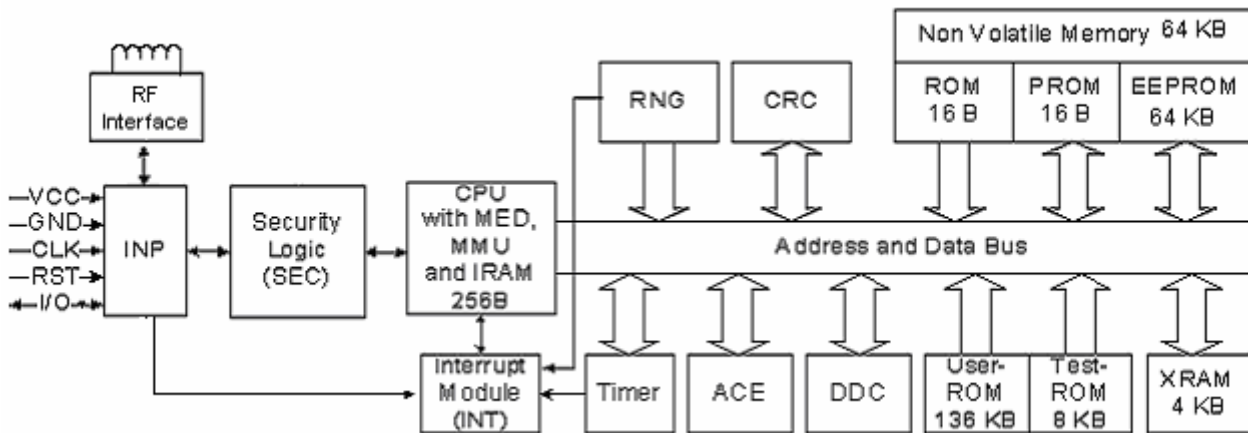 Non Volatile Memory 64 KB
RF
Interface
RNG
CRC
ROM
16 B
PROM
16 B
EEPROM
64 KB
VCC
GND
CLK
RST
I/O
INP
Security
Logic
(SEC)
CPU
with MED,
MMU
and IRAM
256B
Address and Data Bus
Interrupt
Module
(INT)
Timer
ACE
DDC
User-
ROM
136 KB
Test-
ROM
8 KB
XRAM
4 KB